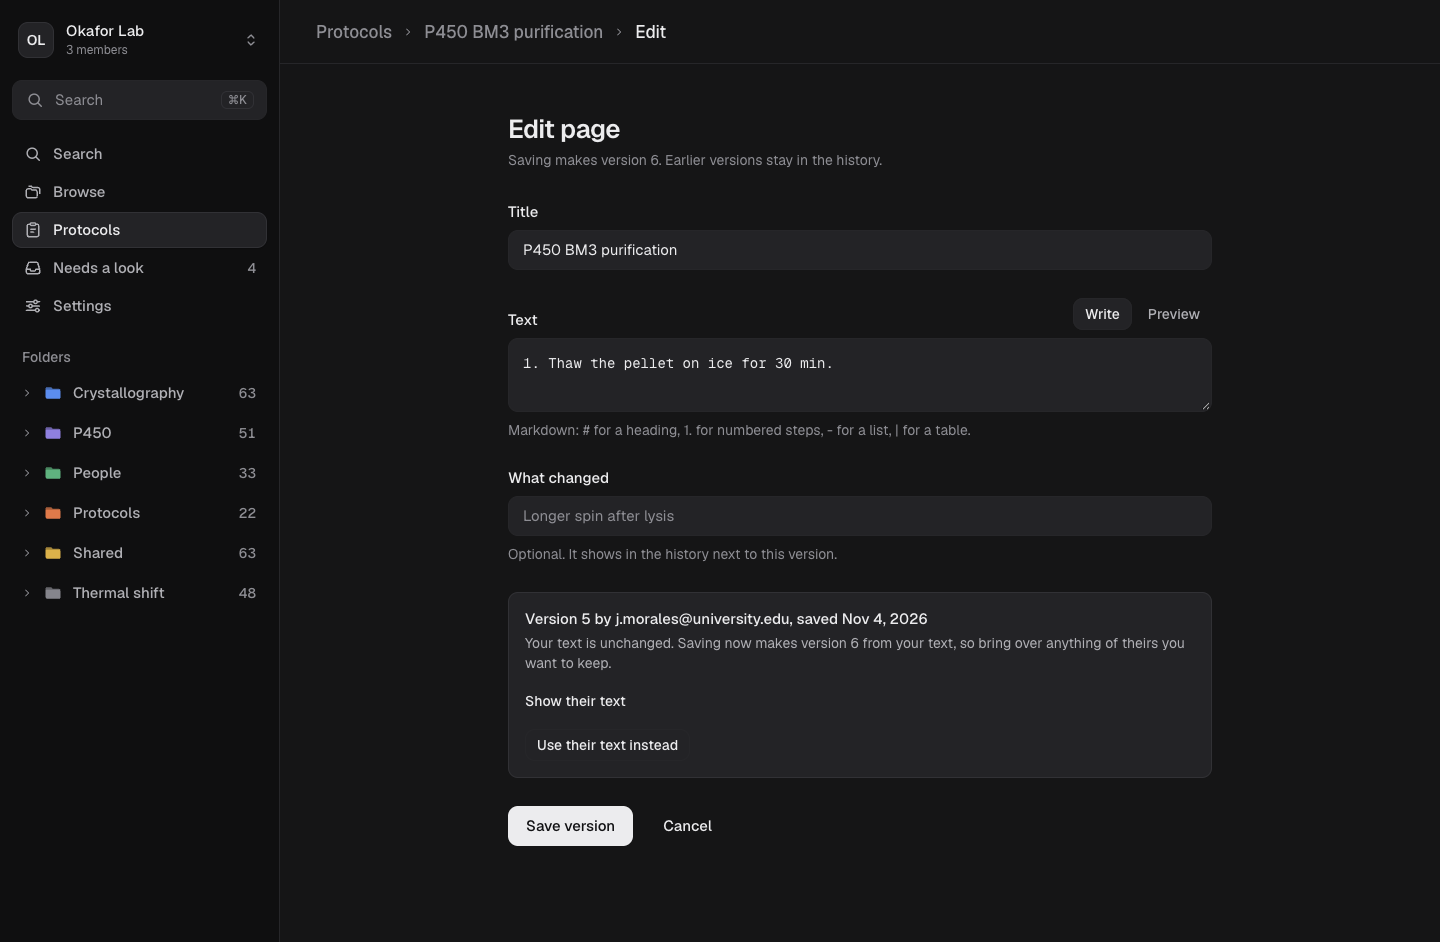 OL
Okafor Lab
3 members
Search
⌘K
Search
Browse
Protocols
Needs a look 4
Settings
Folders
Crystallography 63
P450 51
People 33
Protocols 22
Shared 63
Thermal shift 48
Protocols › P450 BM3 purification › Edit
Edit page
Saving makes version 6. Earlier versions stay in the history.
Title
P450 BM3 purification
Text
Write Preview
1. Thaw the pellet on ice for 30 min.
Markdown: # for a heading, 1. for numbered steps, - for a list, | for a table.
What changed
Longer spin after lysis
Optional. It shows in the history next to this version.
Version 5 by j.morales@university.edu, saved Nov 4, 2026
Your text is unchanged. Saving now makes version 6 from your text, so bring over anything of theirs you
want to keep.
Show their text
Use their text instead
Save version Cancel